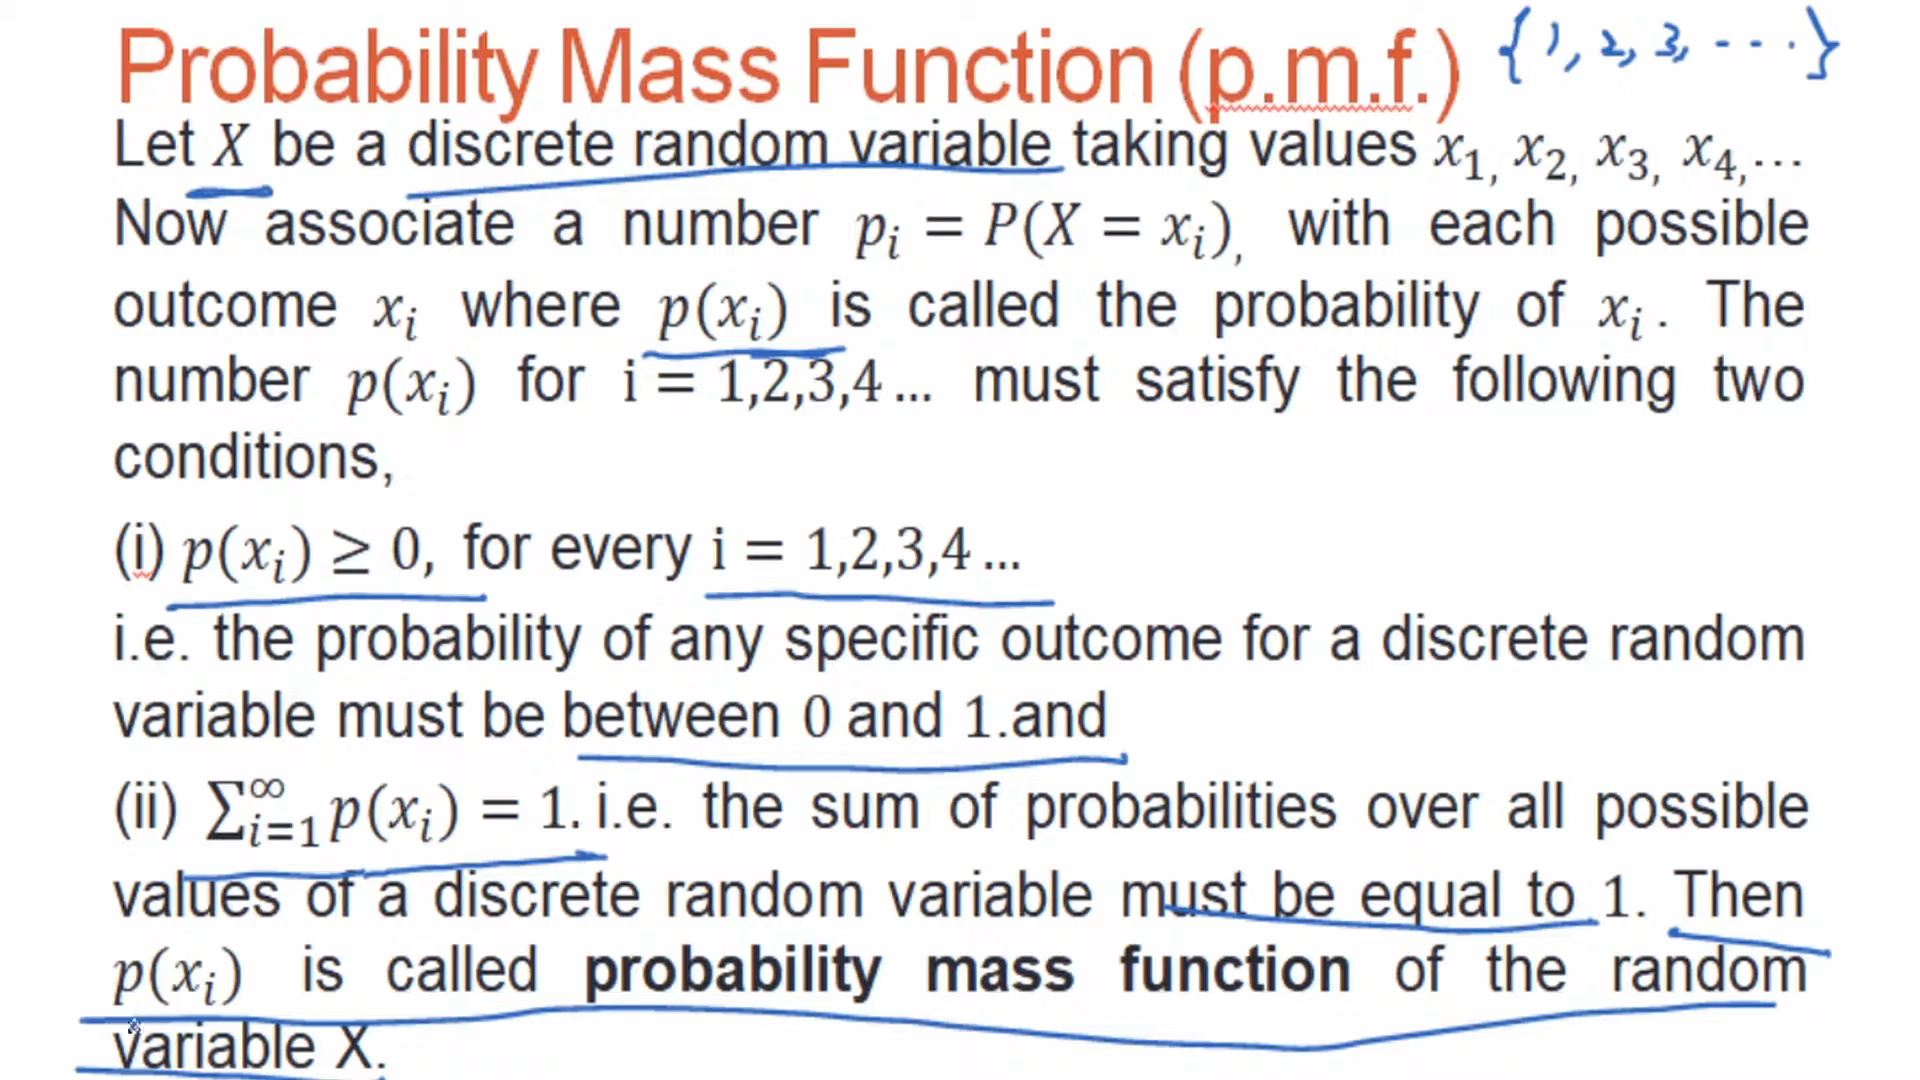 Probability Mass Function (p.m.f.) {1, 2, 3, - - - .}
Let X be a discrete random variable taking values x₁, x₂, x₃, x₄, …
Now associate a number pᵢ = P(X = xᵢ), with each possible
outcome xᵢ where p(xᵢ) is called the probability of xᵢ. The
number p(xᵢ) for i = 1,2,3,4 … must satisfy the following two
conditions,
(i) p(xᵢ) ≥ 0, for every i = 1,2,3,4 …
i.e. the probability of any specific outcome for a discrete random
variable must be between 0 and 1.and
(ii) ∑ᵢ₌₁^∞ p(xᵢ) = 1. i.e. the sum of probabilities over all possible
values of a discrete random variable must be equal to 1. Then
p(xᵢ) is called probability mass function of the random
variable X.